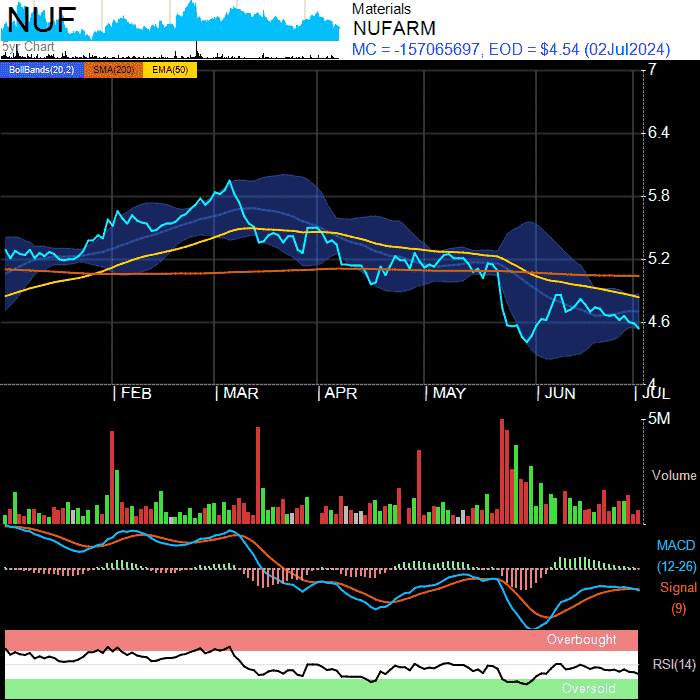 NUF
5yr Chart
Materials
NUFARM
MC = -157065697, EOD = $4.54 (02Jul2024)
BollBands(20,2) SMA(200) EMA(50)
7
6.4
5.8
5.2
4.6
4
FEB MAR APR MAY JUN JUL
5M
Volume
MACD
(12-26)
Signal
(9)
Overbought
RSI(14)
Oversold